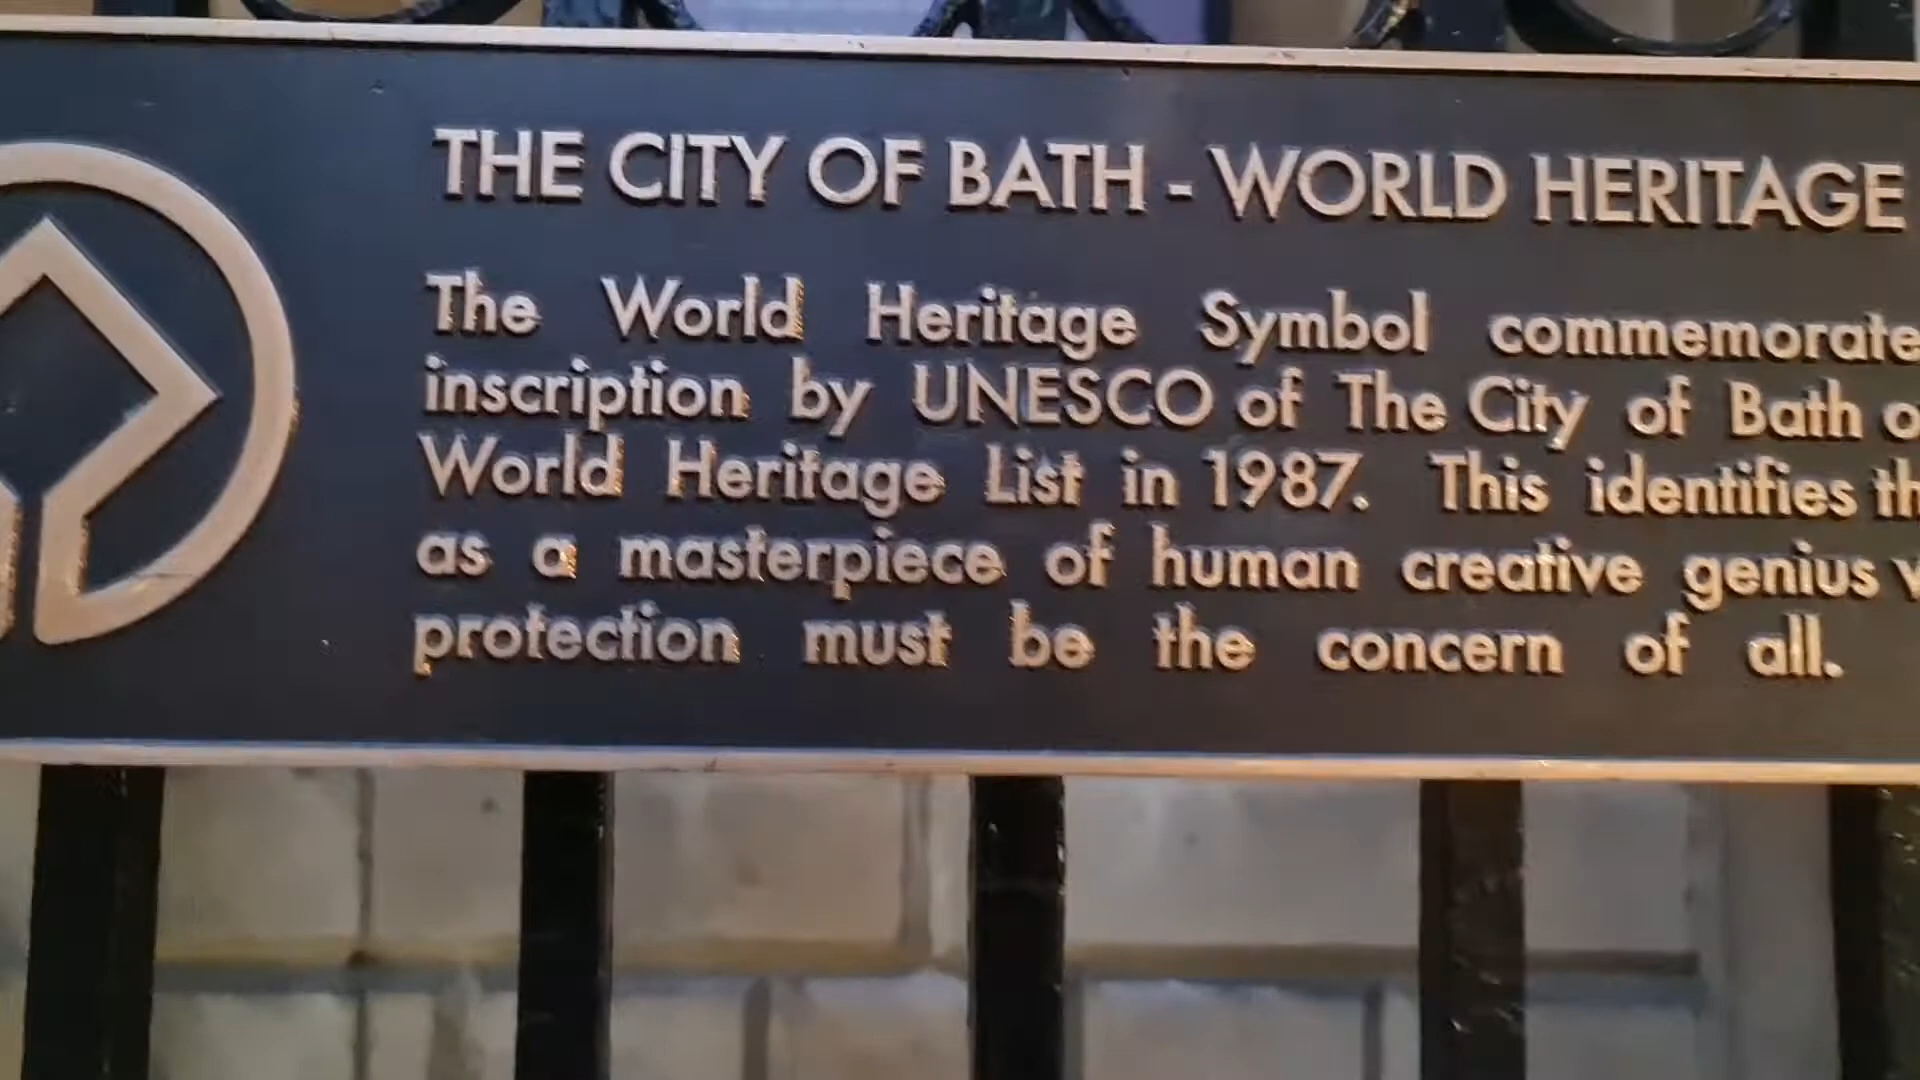 THE CITY OF BATH - WORLD HERITAGE
The World Heritage Symbol commemorate
inscription by UNESCO of The City of Bath o
World Heritage List in 1987. This identifies th
as a masterpiece of human creative genius w
protection must be the concern of all.